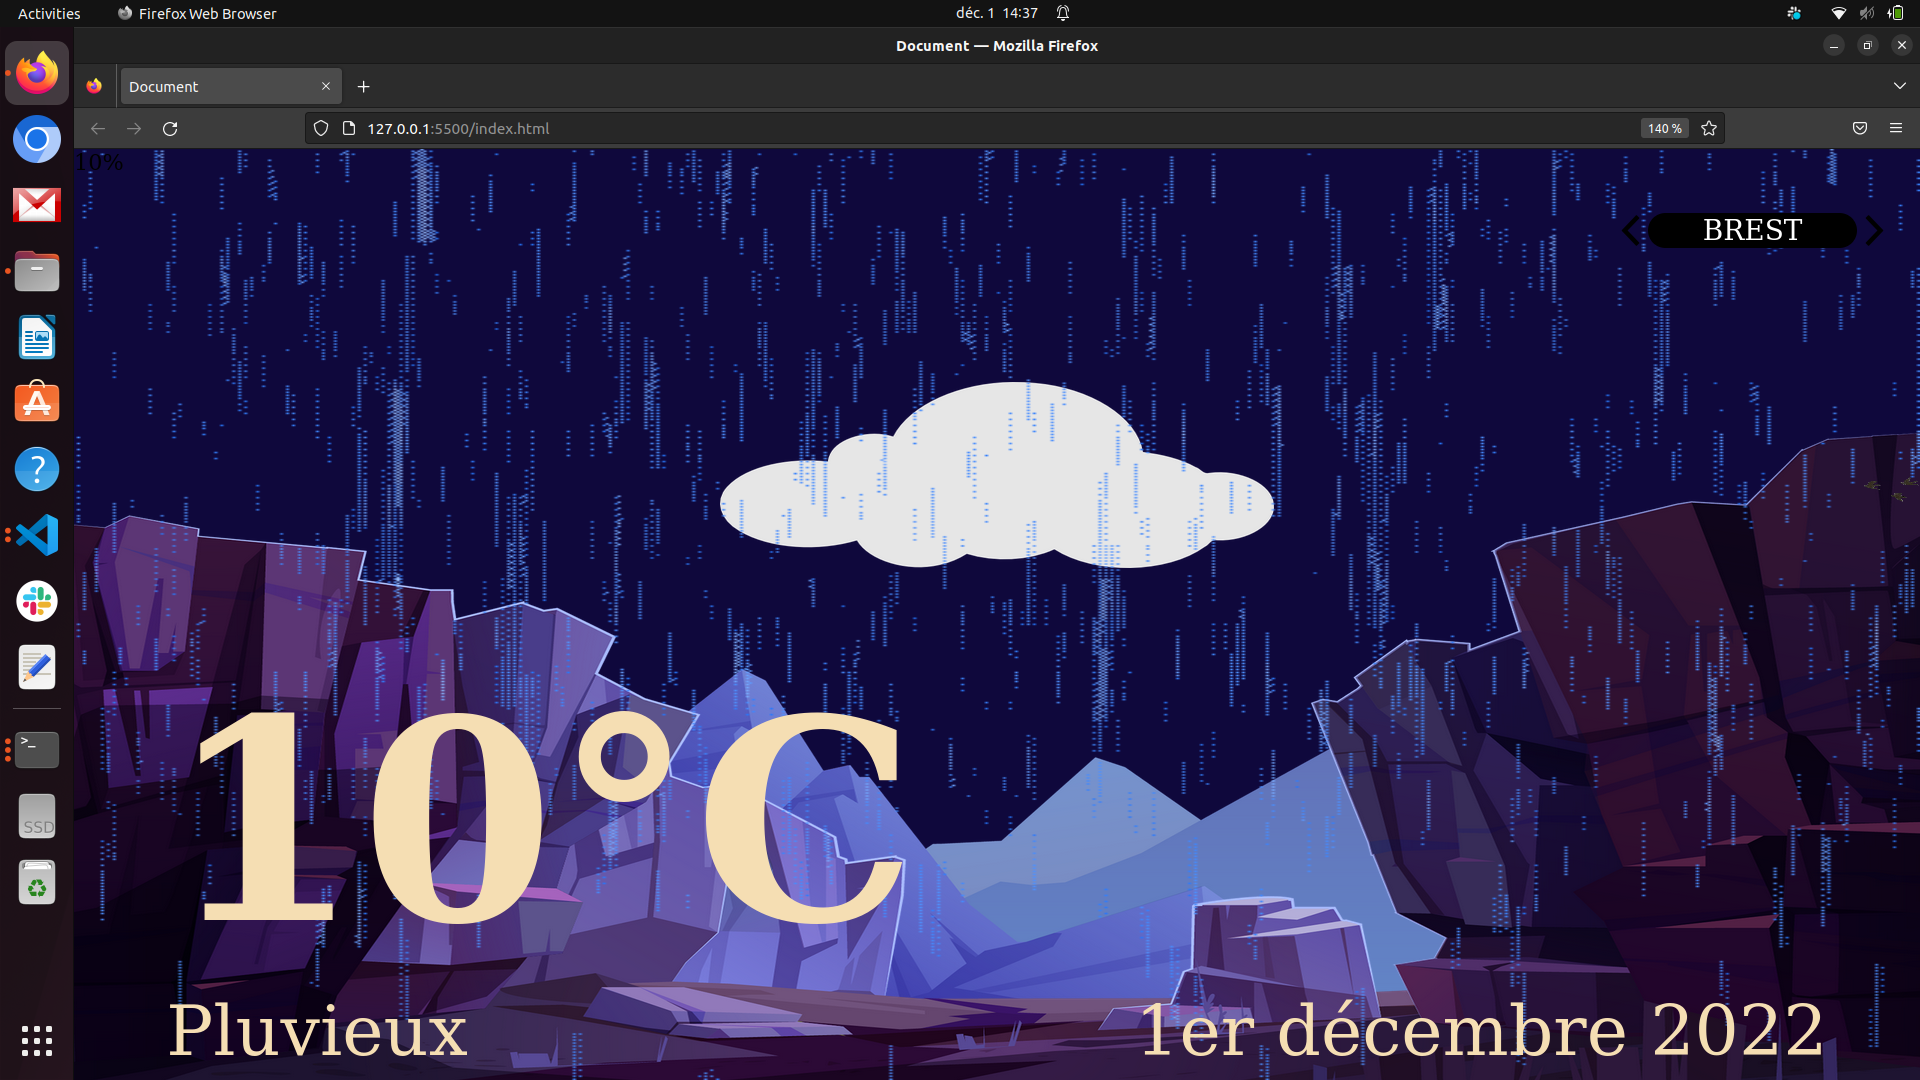 Activities Firefox Web Browser déc. 1 14:37
Document — Mozilla Firefox
Document
127.0.0.1:5500/index.html 140 %
10%
BREST
SSD
10°C
Pluvieux 1er décembre 2022